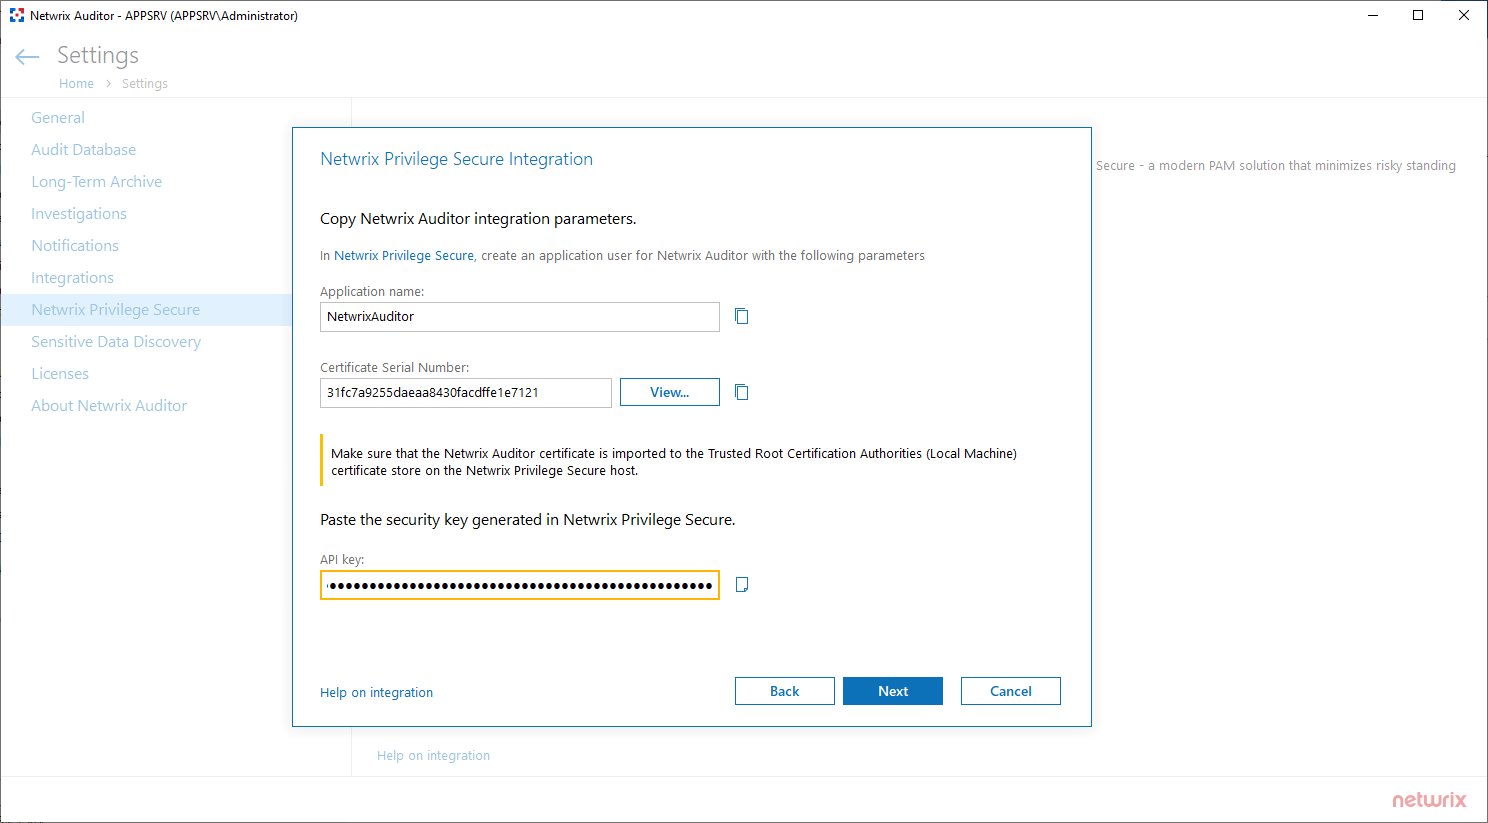 Netwrix Auditor - APPSRV (APPSRV\Administrator)
Settings
Home > Settings
General
Audit Database
Long-Term Archive
Investigations
Notifications
Integrations
Netwrix Privilege Secure
Sensitive Data Discovery
Licenses
About Netwrix Auditor
Secure - a modern PAM solution that minimizes risky standing
Netwrix Privilege Secure Integration
Copy Netwrix Auditor integration parameters.
In Netwrix Privilege Secure, create an application user for Netwrix Auditor with the following parameters
Application name:
NetwrixAuditor
Certificate Serial Number:
31fc7a9255daeaa8430facdffe1e7121
View...
Make sure that the Netwrix Auditor certificate is imported to the Trusted Root Certification Authorities (Local Machine)
certificate store on the Netwrix Privilege Secure host.
Paste the security key generated in Netwrix Privilege Secure.
API key:
Help on integration
Back
Next
Cancel
Help on integration
netwrix